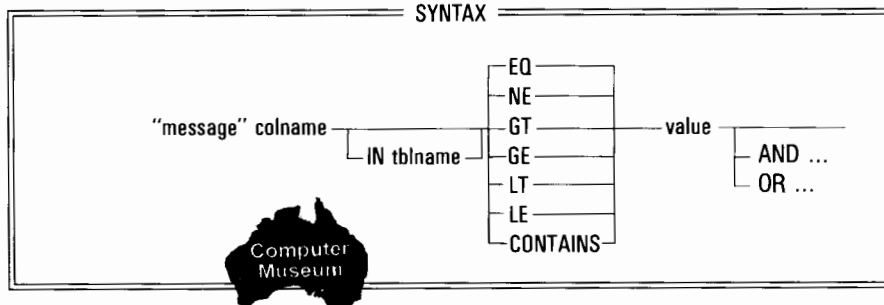 SYNTAX
EQ
NE
"message" colname GT value
IN tblname GE AND ...
LT OR ...
LE
CONTAINS
Computer
Museum